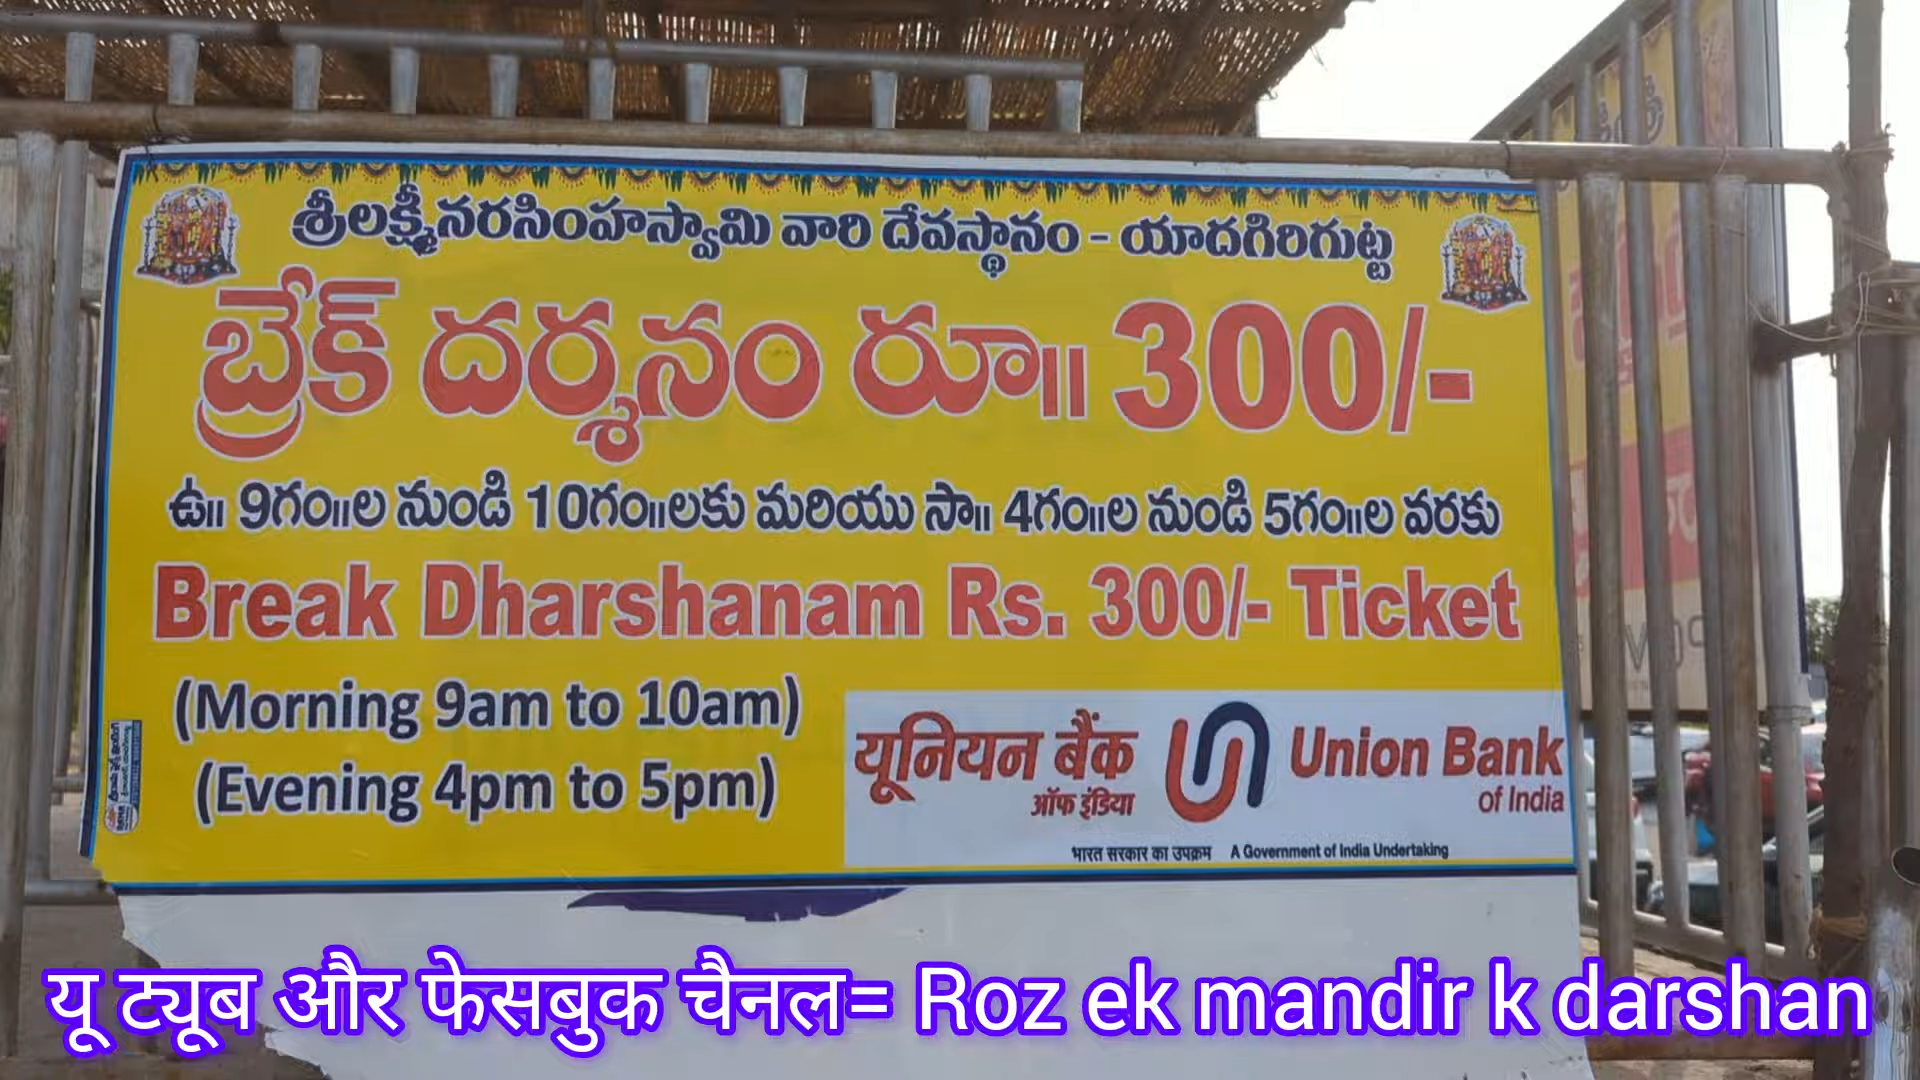 శ్రీలక్ష్మీనరసింహస్వామి వారి దేవస్థానం - యాదగిరిగుట్ట
బ్రేక్ దర్శనం రూ॥ 300/-
ఉ॥ 9గం॥ల నుండి 10గం॥లకు మరియు సా॥ 4గం॥ల నుండి 5గం॥ల వరకు
Break Dharshanam Rs. 300/- Ticket
(Morning 9am to 10am)
(Evening 4pm to 5pm)
यूनियन बैंक
ऑफ इंडिया
Union Bank
of India
भारत सरकार का उपक्रम A Government of India Undertaking
यू ट्यूब और फेसबुक चैनल= Roz ek mandir k darshan